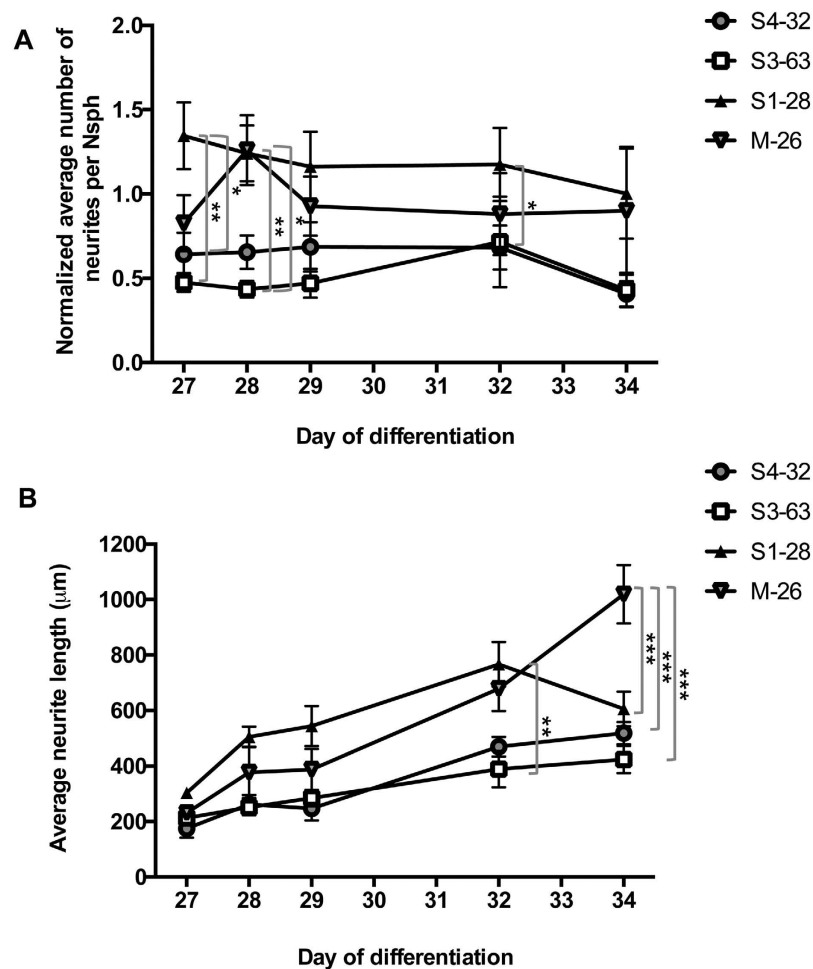 A
Normalized average number of
neurites per Nsph
2.0
1.5
1.0
0.5
0.0
**
*
**
*
*
27
28
29
30
31
32
33
34
Day of differentiation
S4-32
S3-63
S1-28
M-26
B
Average neurite length (μm)
1200
1000
800
600
400
200
0
**
***
***
***
27
28
29
30
31
32
33
34
Day of differentiation
S4-32
S3-63
S1-28
M-26